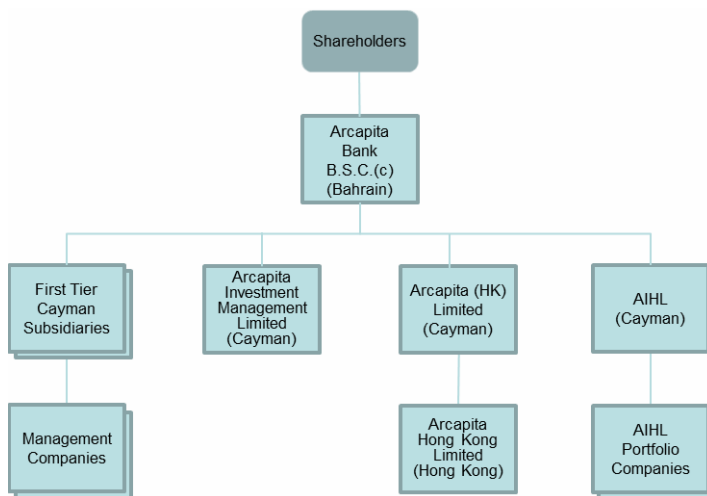 Shareholders
Arcapita
Bank
B.S.C.(c)
(Bahrain)
First Tier
Cayman
Subsidiaries
Arcapita
Investment
Management
Limited
(Cayman)
Arcapita (HK)
Limited
(Cayman)
AIHL
(Cayman)
Management
Companies
Arcapita
Hong Kong
Limited
(Hong Kong)
AIHL
Portfolio
Companies